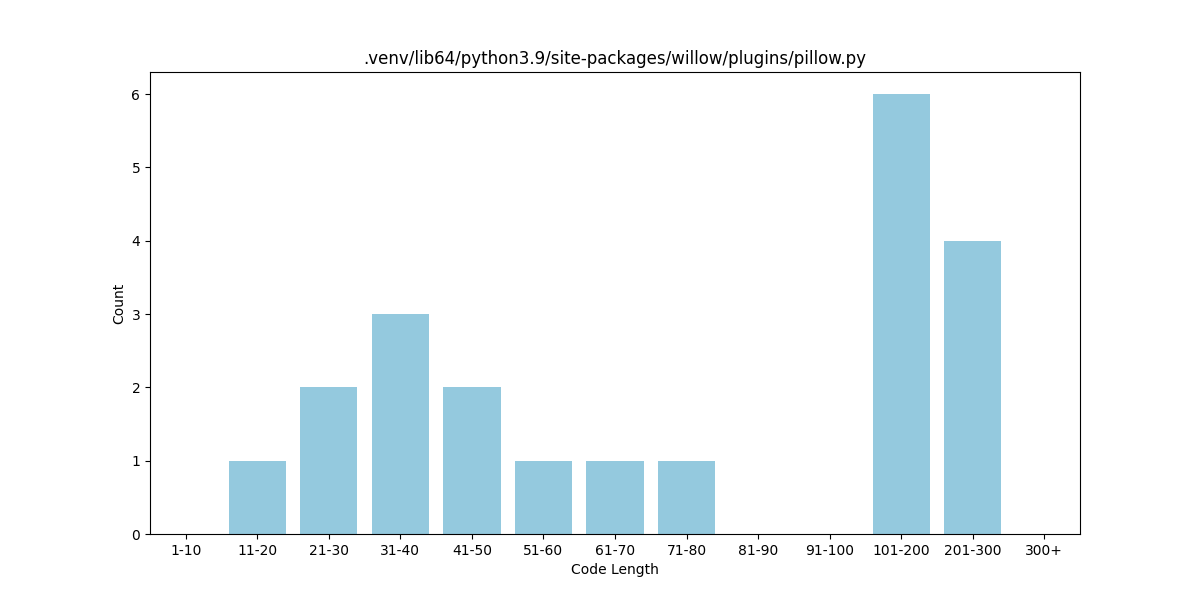 .venv/lib64/python3.9/site-packages/willow/plugins/pillow.py
6
5
4
3
2
1
0
Count
1-10 11-20 21-30 31-40 41-50 51-60 61-70 71-80 81-90 91-100 101-200 201-300 300+
Code Length